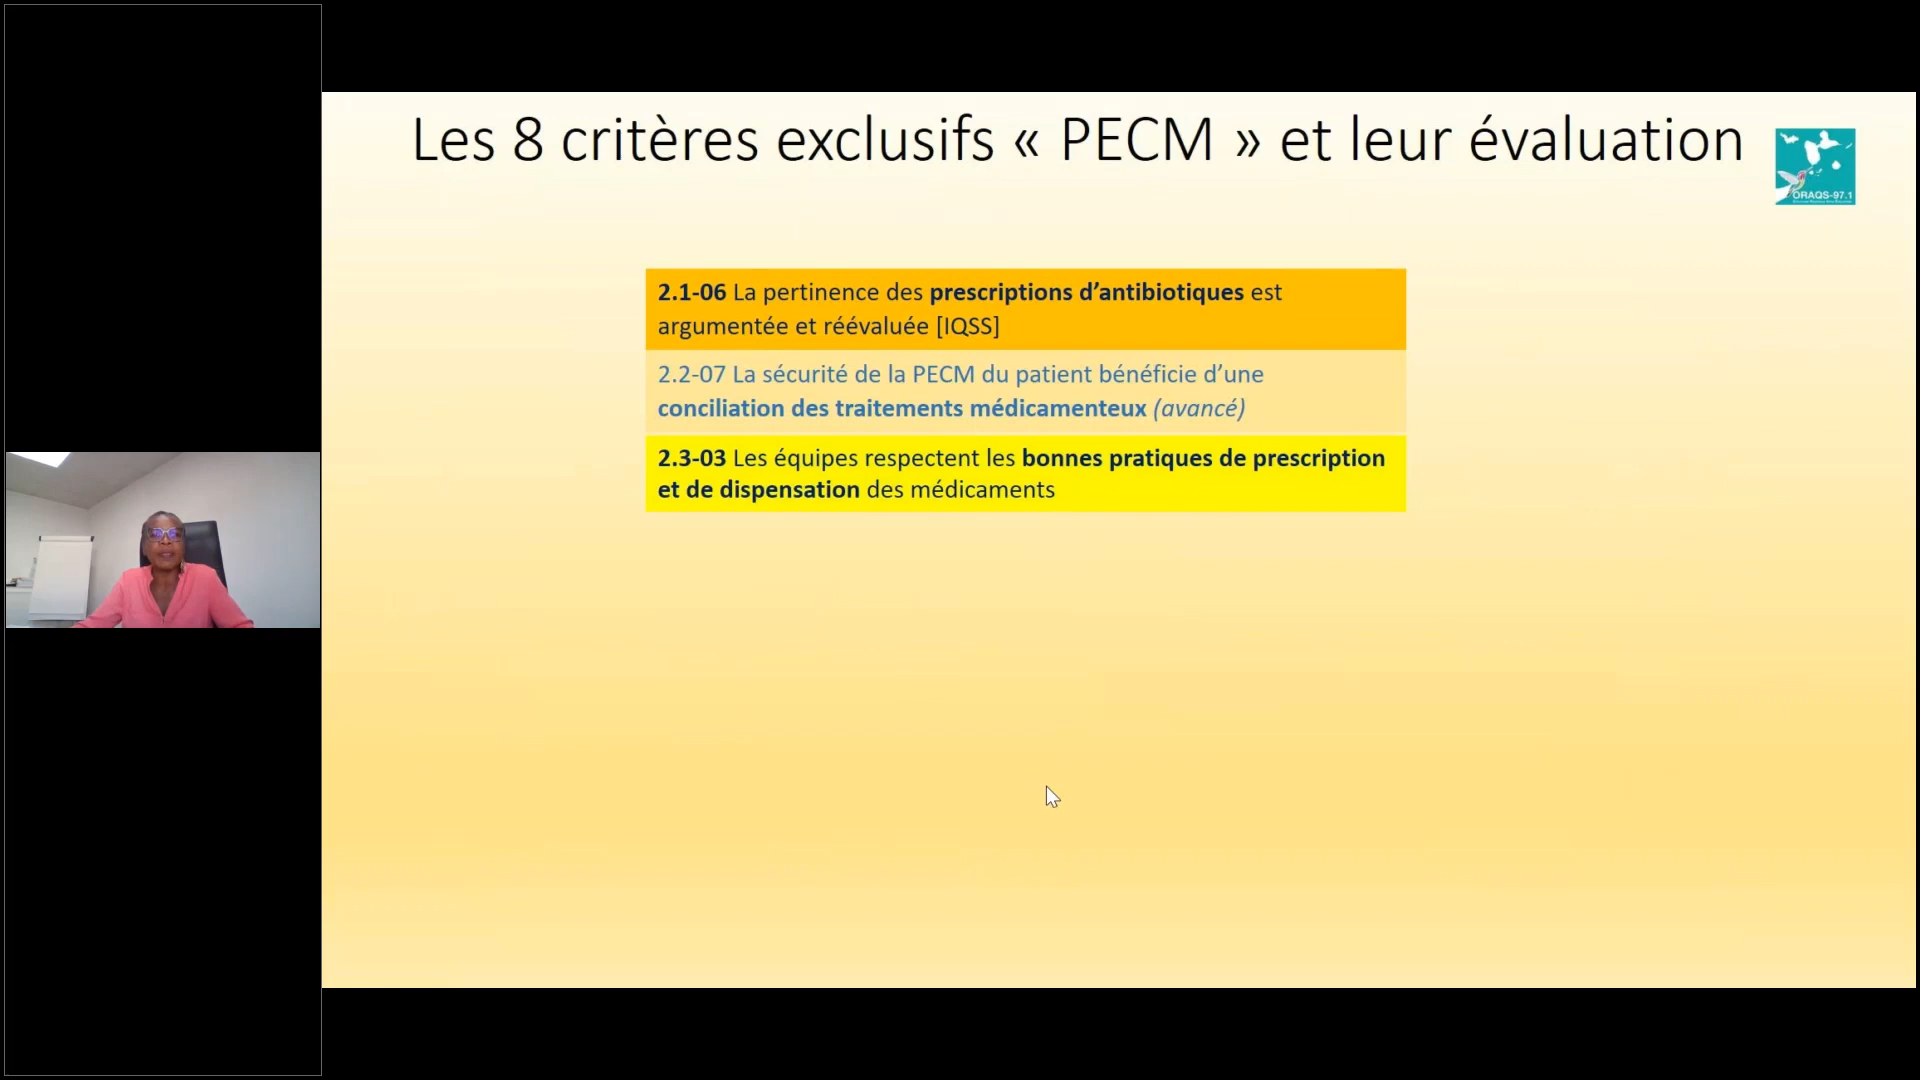 Les 8 critères exclusifs « PECM » et leur évaluation
ORAQS-97.1
2.1-06 La pertinence des prescriptions d’antibiotiques est
argumentée et réévaluée [IQSS]
2.2-07 La sécurité de la PECM du patient bénéficie d’une
conciliation des traitements médicamenteux (avancé)
2.3-03 Les équipes respectent les bonnes pratiques de prescription
et de dispensation des médicaments